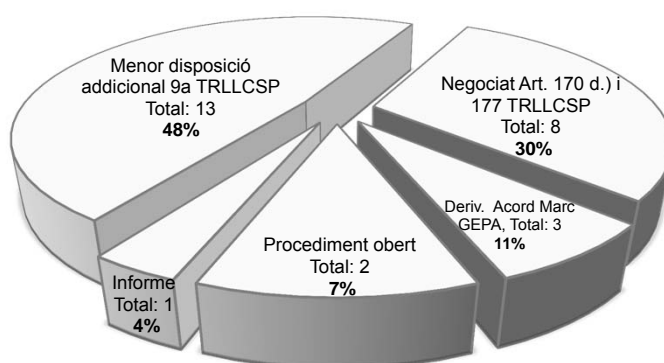 Menor disposició
addicional 9a TRLLCSP
Total: 13
48%
Negociat Art. 170 d.) i
177 TRLLCSP
Total: 8
30%
Deriv. Acord Marc
GEPA, Total: 3
11%
Procediment obert
Total: 2
7%
Informe
Total: 1
4%